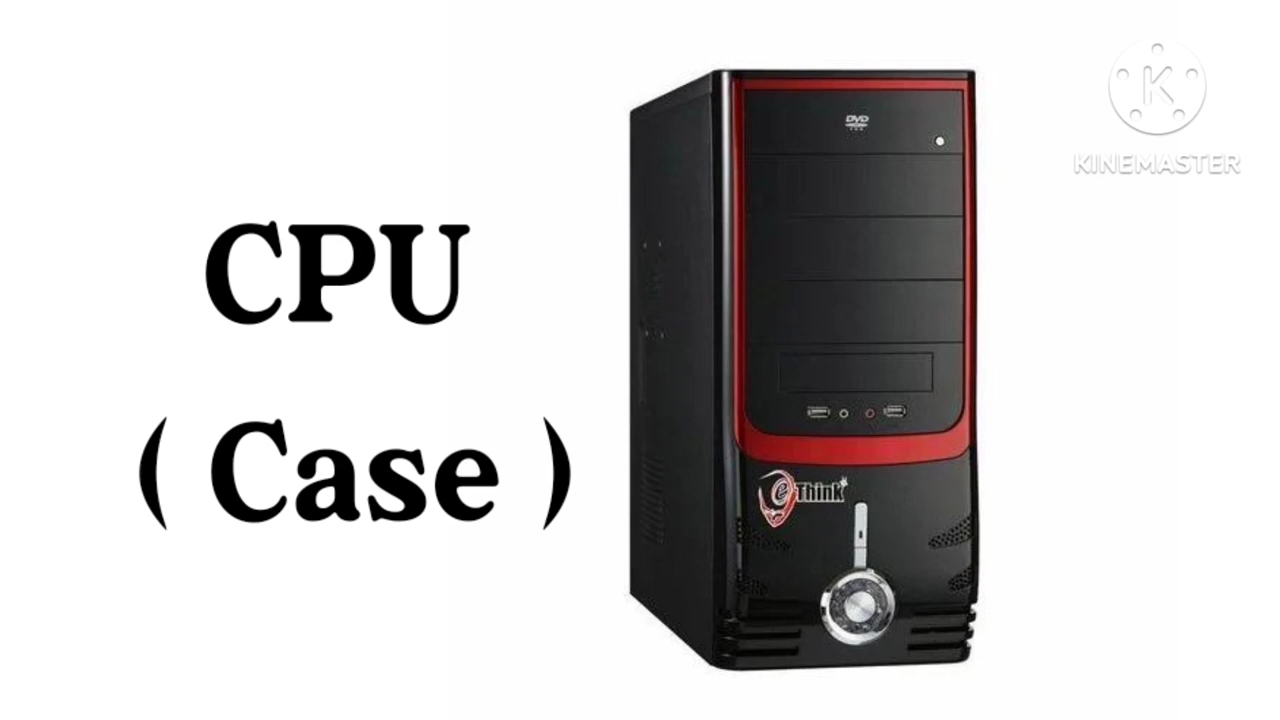 CPU
( Case )
DVD
eThink
K
KINEMASTER